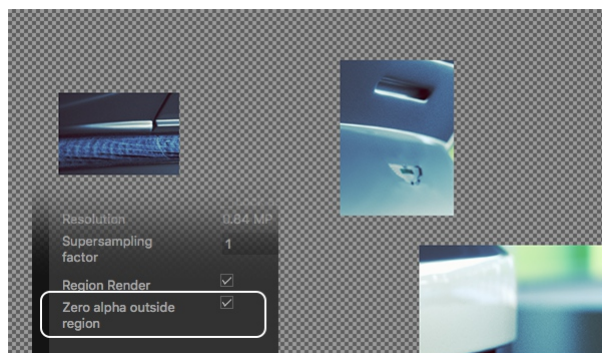 Resolution 0.84 MP
Supersampling 1
factor
Region Render
Zero alpha outside
region